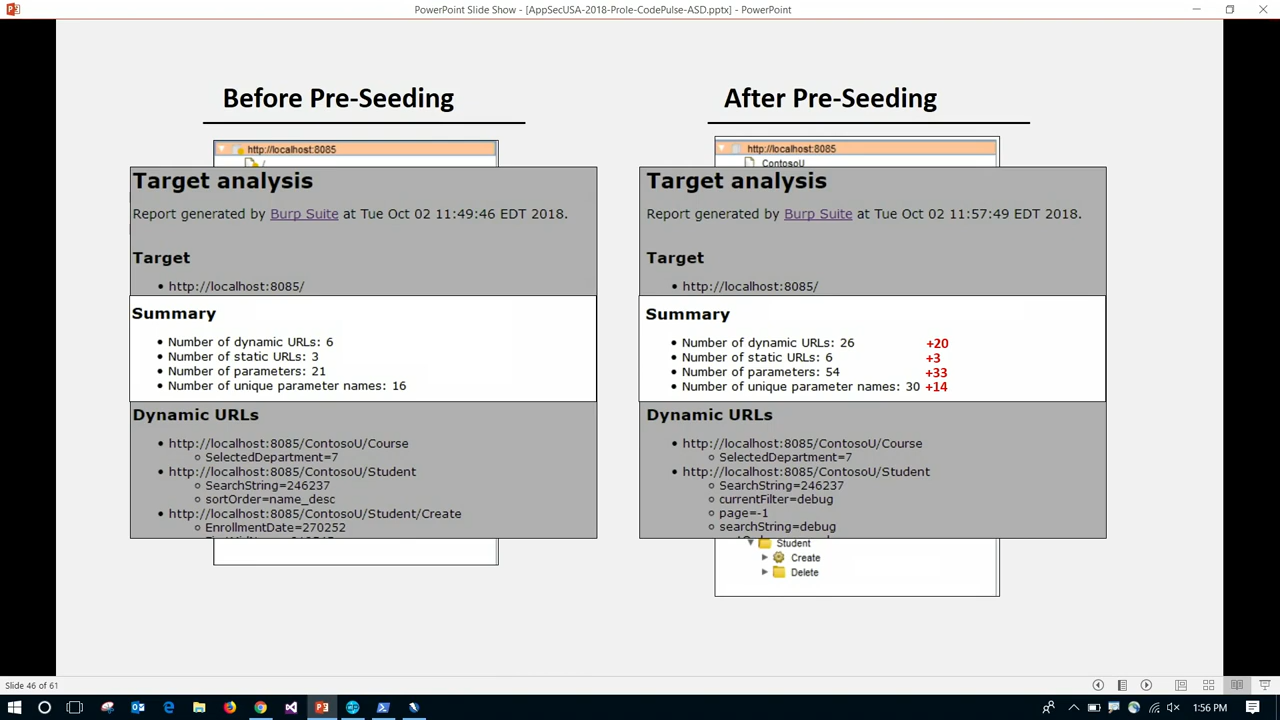 PowerPoint Slide Show - [AppSecUSA-2018-Prole-CodePulse-ASD.pptx] - PowerPoint
Before Pre-Seeding
http://localhost:8085
/
Target analysis
Report generated by Burp Suite at Tue Oct 02 11:49:46 EDT 2018.
Target
• http://localhost:8085/
Summary
• Number of dynamic URLs: 6
• Number of static URLs: 3
• Number of parameters: 21
• Number of unique parameter names: 16
Dynamic URLs
• http://localhost:8085/ContosoU/Course
SelectedDepartment=7
• http://localhost:8085/ContosoU/Student
SearchString=246237
sortOrder=name_desc
• http://localhost:8085/ContosoU/Student/Create
EnrollmentDate=270252
After Pre-Seeding
http://localhost:8085
ContosoU
Target analysis
Report generated by Burp Suite at Tue Oct 02 11:57:49 EDT 2018.
Target
• http://localhost:8085/
Summary
• Number of dynamic URLs: 26 +20
• Number of static URLs: 6 +3
• Number of parameters: 54 +33
• Number of unique parameter names: 30 +14
Dynamic URLs
• http://localhost:8085/ContosoU/Course
SelectedDepartment=7
• http://localhost:8085/ContosoU/Student
SearchString=246237
currentFilter=debug
page=-1
searchString=debug
Student
Create
Delete
Slide 46 of 61
1:56 PM